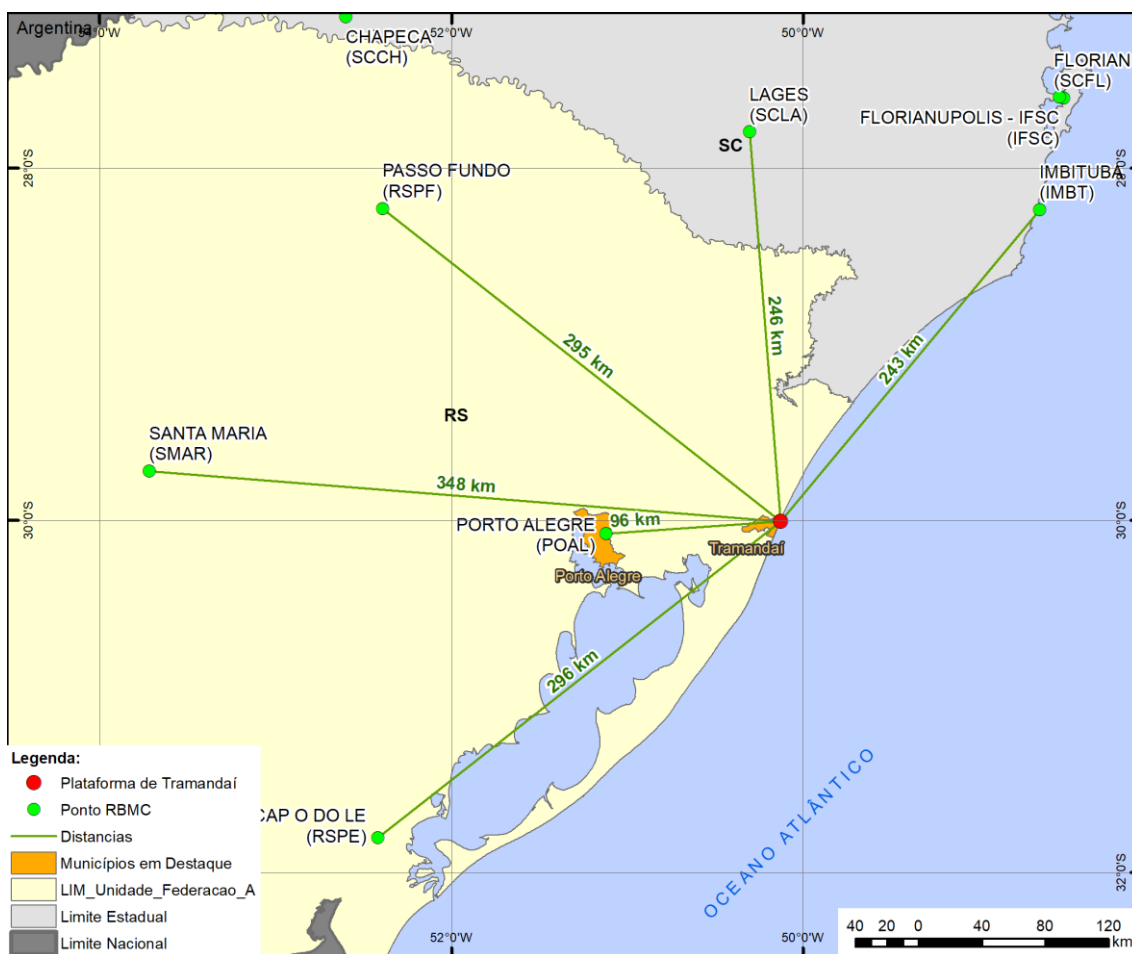 Argentina
54°0'W
52°0'W
50°0'W
CHAPECÁ
(SCCH)
FLORIAN
(SCFL)
LAGES
(SCLA)
FLORIANUPOLIS - IFSC
(IFSC)
SC
28°0'S
28°0'S
PASSO FUNDO
(RSPF)
IMBITUBA
(IMBT)
246 km
295 km
243 km
RS
SANTA MARIA
(SMAR)
348 km
30°0'S
30°0'S
PORTO ALEGRE
(POAL)
96 km
Tramandaí
Porto Alegre
296 km
OCEANO ATLÂNTICO
CAP O DO LE
(RSPE)
32°0'S
Legenda:
Plataforma de Tramandaí
Ponto RBMC
Distancias
Municípios em Destaque
LIM_Unidade_Federacao_A
Limite Estadual
Limite Nacional
52°0'W
50°0'W
40 20 0 40 80 120
km